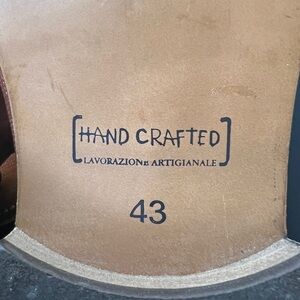 [HAND CRAFTED]
LAVORAZIONE ARTIGIANALE
43